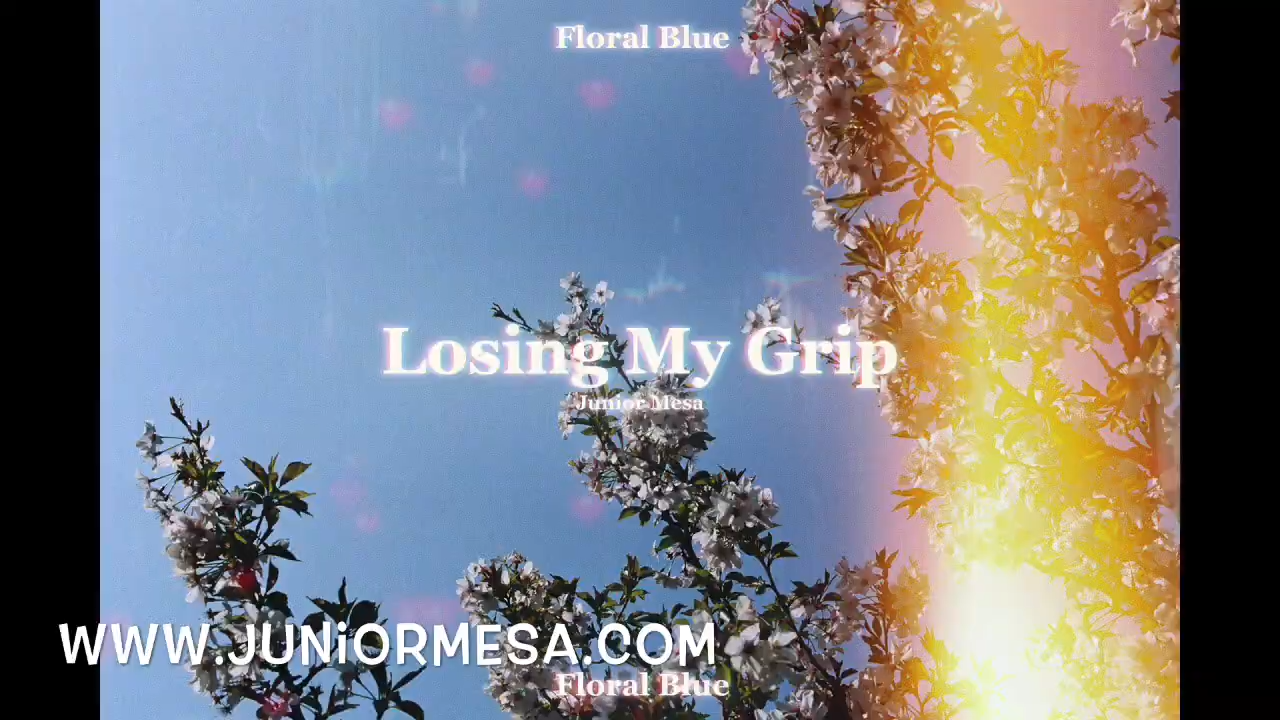 Floral Blue
Losing My Grip
Junior Mesa
WWW.JUNiORMESA.COM
Floral Blue